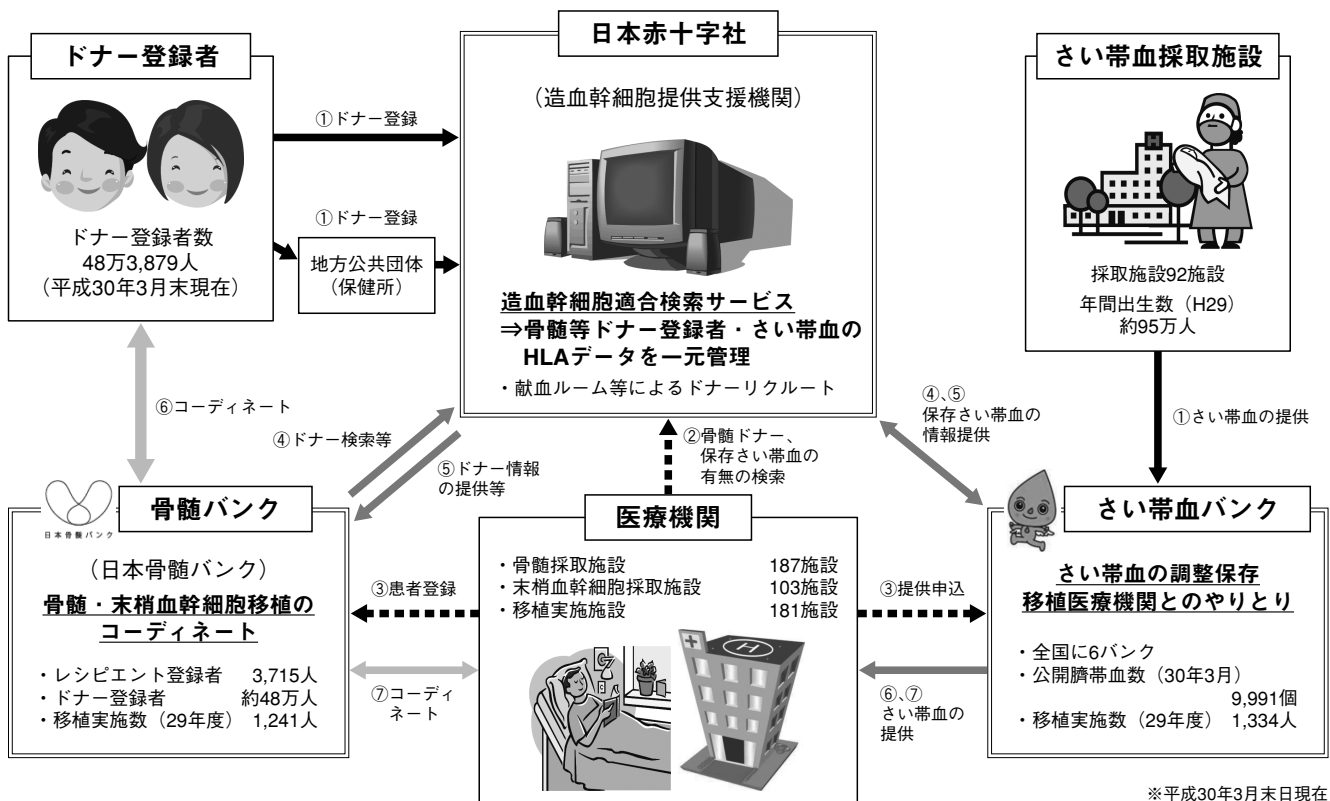 ドナー登録者
ドナー登録者数
48万3,879人
（平成30年3月末現在）
①ドナー登録
①ドナー登録
地方公共団体
（保健所）
日本赤十字社
（造血幹細胞提供支援機関）
造血幹細胞適合検索サービス
⇒骨髄等ドナー登録者・さい帯血の
HLAデータを一元管理
・献血ルーム等によるドナーリクルート
さい帯血採取施設
H
採取施設92施設
年間出生数（H29）
約95万人
⑥コーディネート
④ドナー検索等
⑤ドナー情報
の提供等
②骨髄ドナー、
保存さい帯血の
有無の検索
④、⑤
保存さい帯血の
情報提供
①さい帯血の提供
日本骨髄バンク
骨髄バンク
（日本骨髄バンク）
骨髄・末梢血幹細胞移植の
コーディネート
・レシピエント登録者 3,715人
・ドナー登録者 約48万人
・移植実施数（29年度） 1,241人
③患者登録
⑦コーディ
ネート
医療機関
・骨髄採取施設 187施設
・末梢血幹細胞採取施設 103施設
・移植実施施設 181施設
H
③提供申込
⑥、⑦
さい帯血の
提供
さい帯血バンク
さい帯血の調整保存
移植医療機関とのやりとり
・全国に6バンク
・公開臍帯血数（30年3月）
9,991個
・移植実施数（29年度） 1,334人
※平成30年3月末日現在